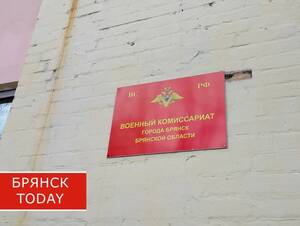 ВС РФ
ВОЕННЫЙ КОМИССАРИАТ
ГОРОДА БРЯНСК
БРЯНСКОЙ ОБЛАСТИ
БРЯНСК
TODAY